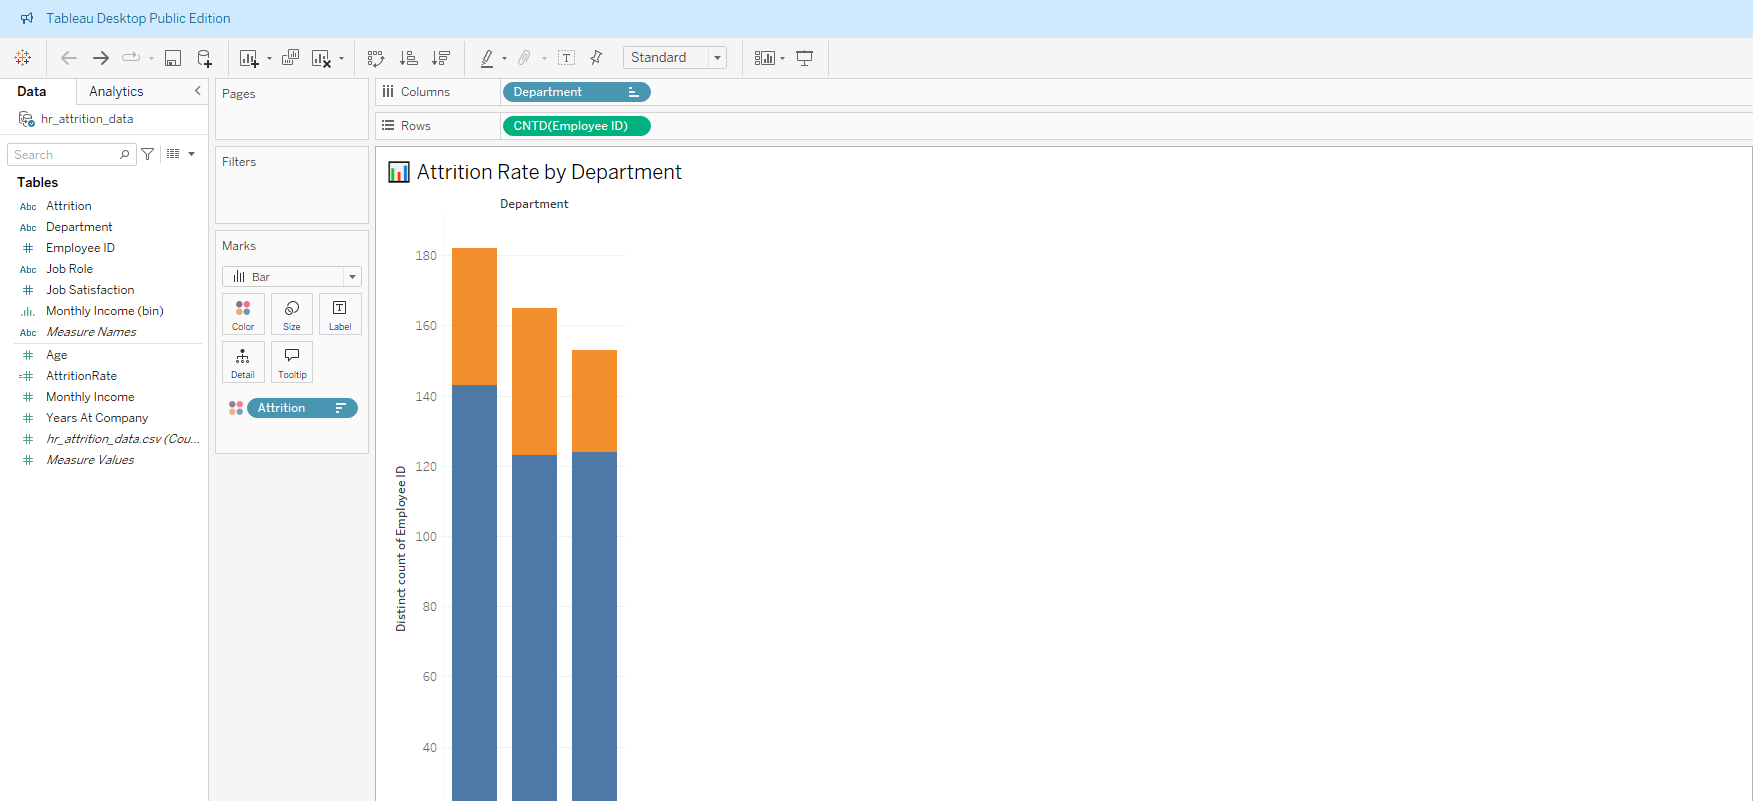 Tableau Desktop Public Edition
Standard
Data
Analytics
hr_attrition_data
Search
Tables
Abc Attrition
Abc Department
# Employee ID
Abc Job Role
# Job Satisfaction
Monthly Income (bin)
Abc Measure Names
# Age
=# AttritionRate
# Monthly Income
# Years At Company
# hr_attrition_data.csv (Cou...
# Measure Values
Pages
Filters
Marks
Bar
Color
Size
T
Label
Detail
Tooltip
Attrition
Columns
Department
Rows
CNTD(Employee ID)
Attrition Rate by Department
Department
Distinct count of Employee ID
180
160
140
120
100
80
60
40